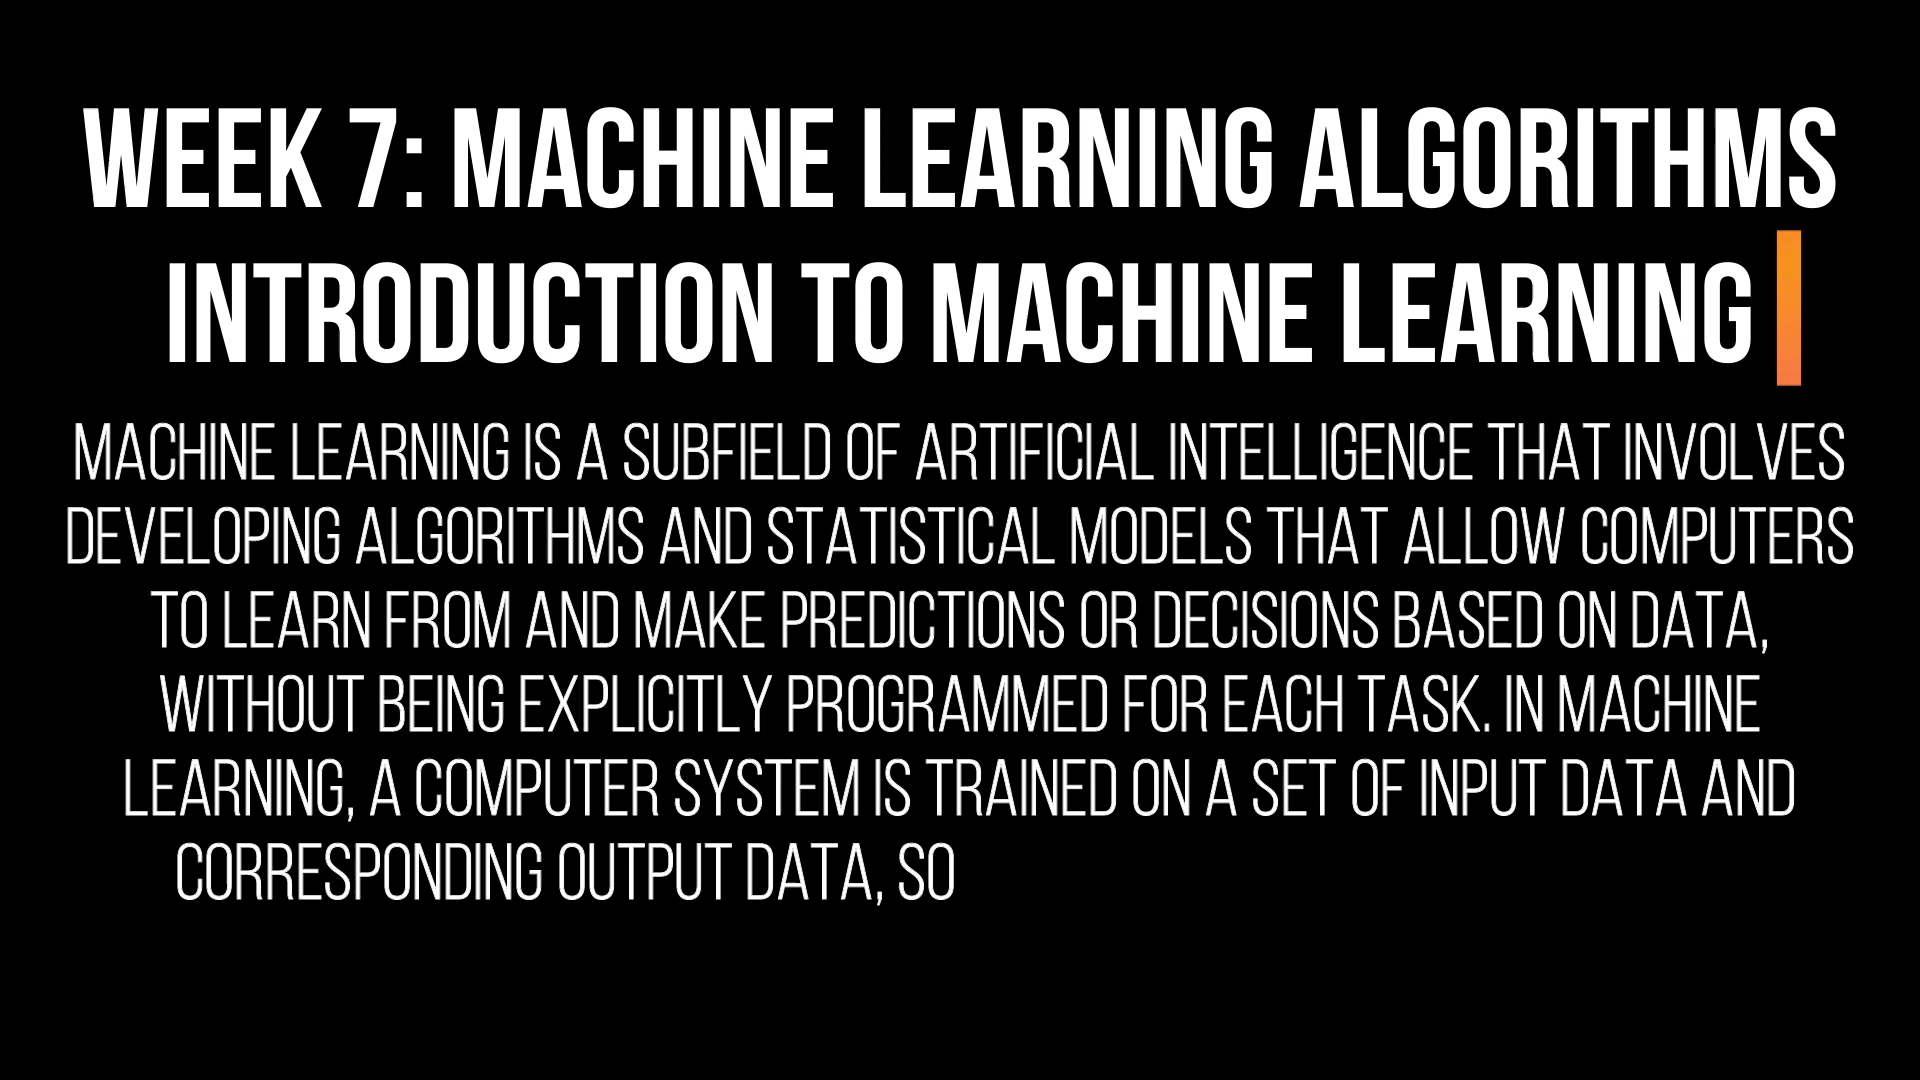 WEEK 7: MACHINE LEARNING ALGORITHMS
INTRODUCTION TO MACHINE LEARNING
MACHINE LEARNING IS A SUBFIELD OF ARTIFICIAL INTELLIGENCE THAT INVOLVES
DEVELOPING ALGORITHMS AND STATISTICAL MODELS THAT ALLOW COMPUTERS
TO LEARN FROM AND MAKE PREDICTIONS OR DECISIONS BASED ON DATA,
WITHOUT BEING EXPLICITLY PROGRAMMED FOR EACH TASK. IN MACHINE
LEARNING, A COMPUTER SYSTEM IS TRAINED ON A SET OF INPUT DATA AND
CORRESPONDING OUTPUT DATA, SO